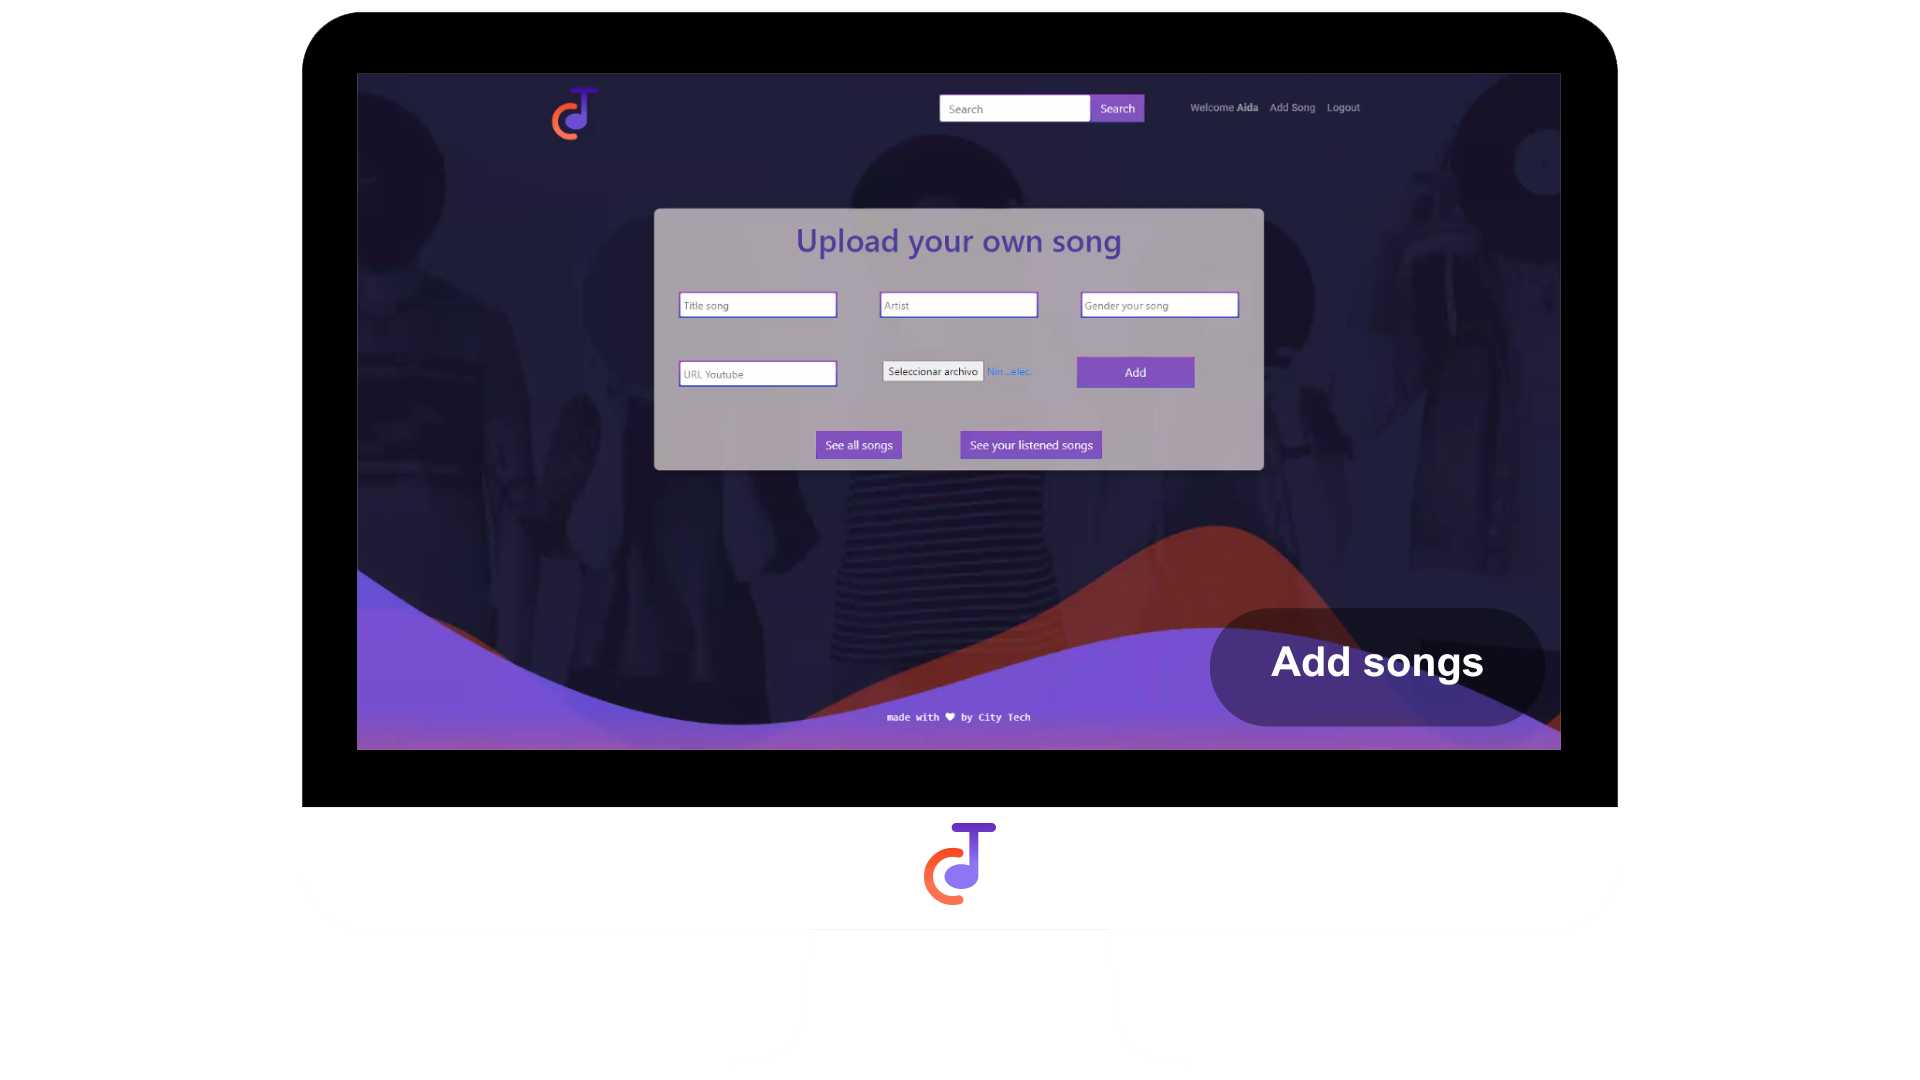 Search Search Welcome Aida Add Song Logout
Upload your own song
Title song Artist Gender your song
URL Youtube Seleccionar archivo Nin...elec. Add
See all songs See your listened songs
Add songs
made with ♥ by City Tech